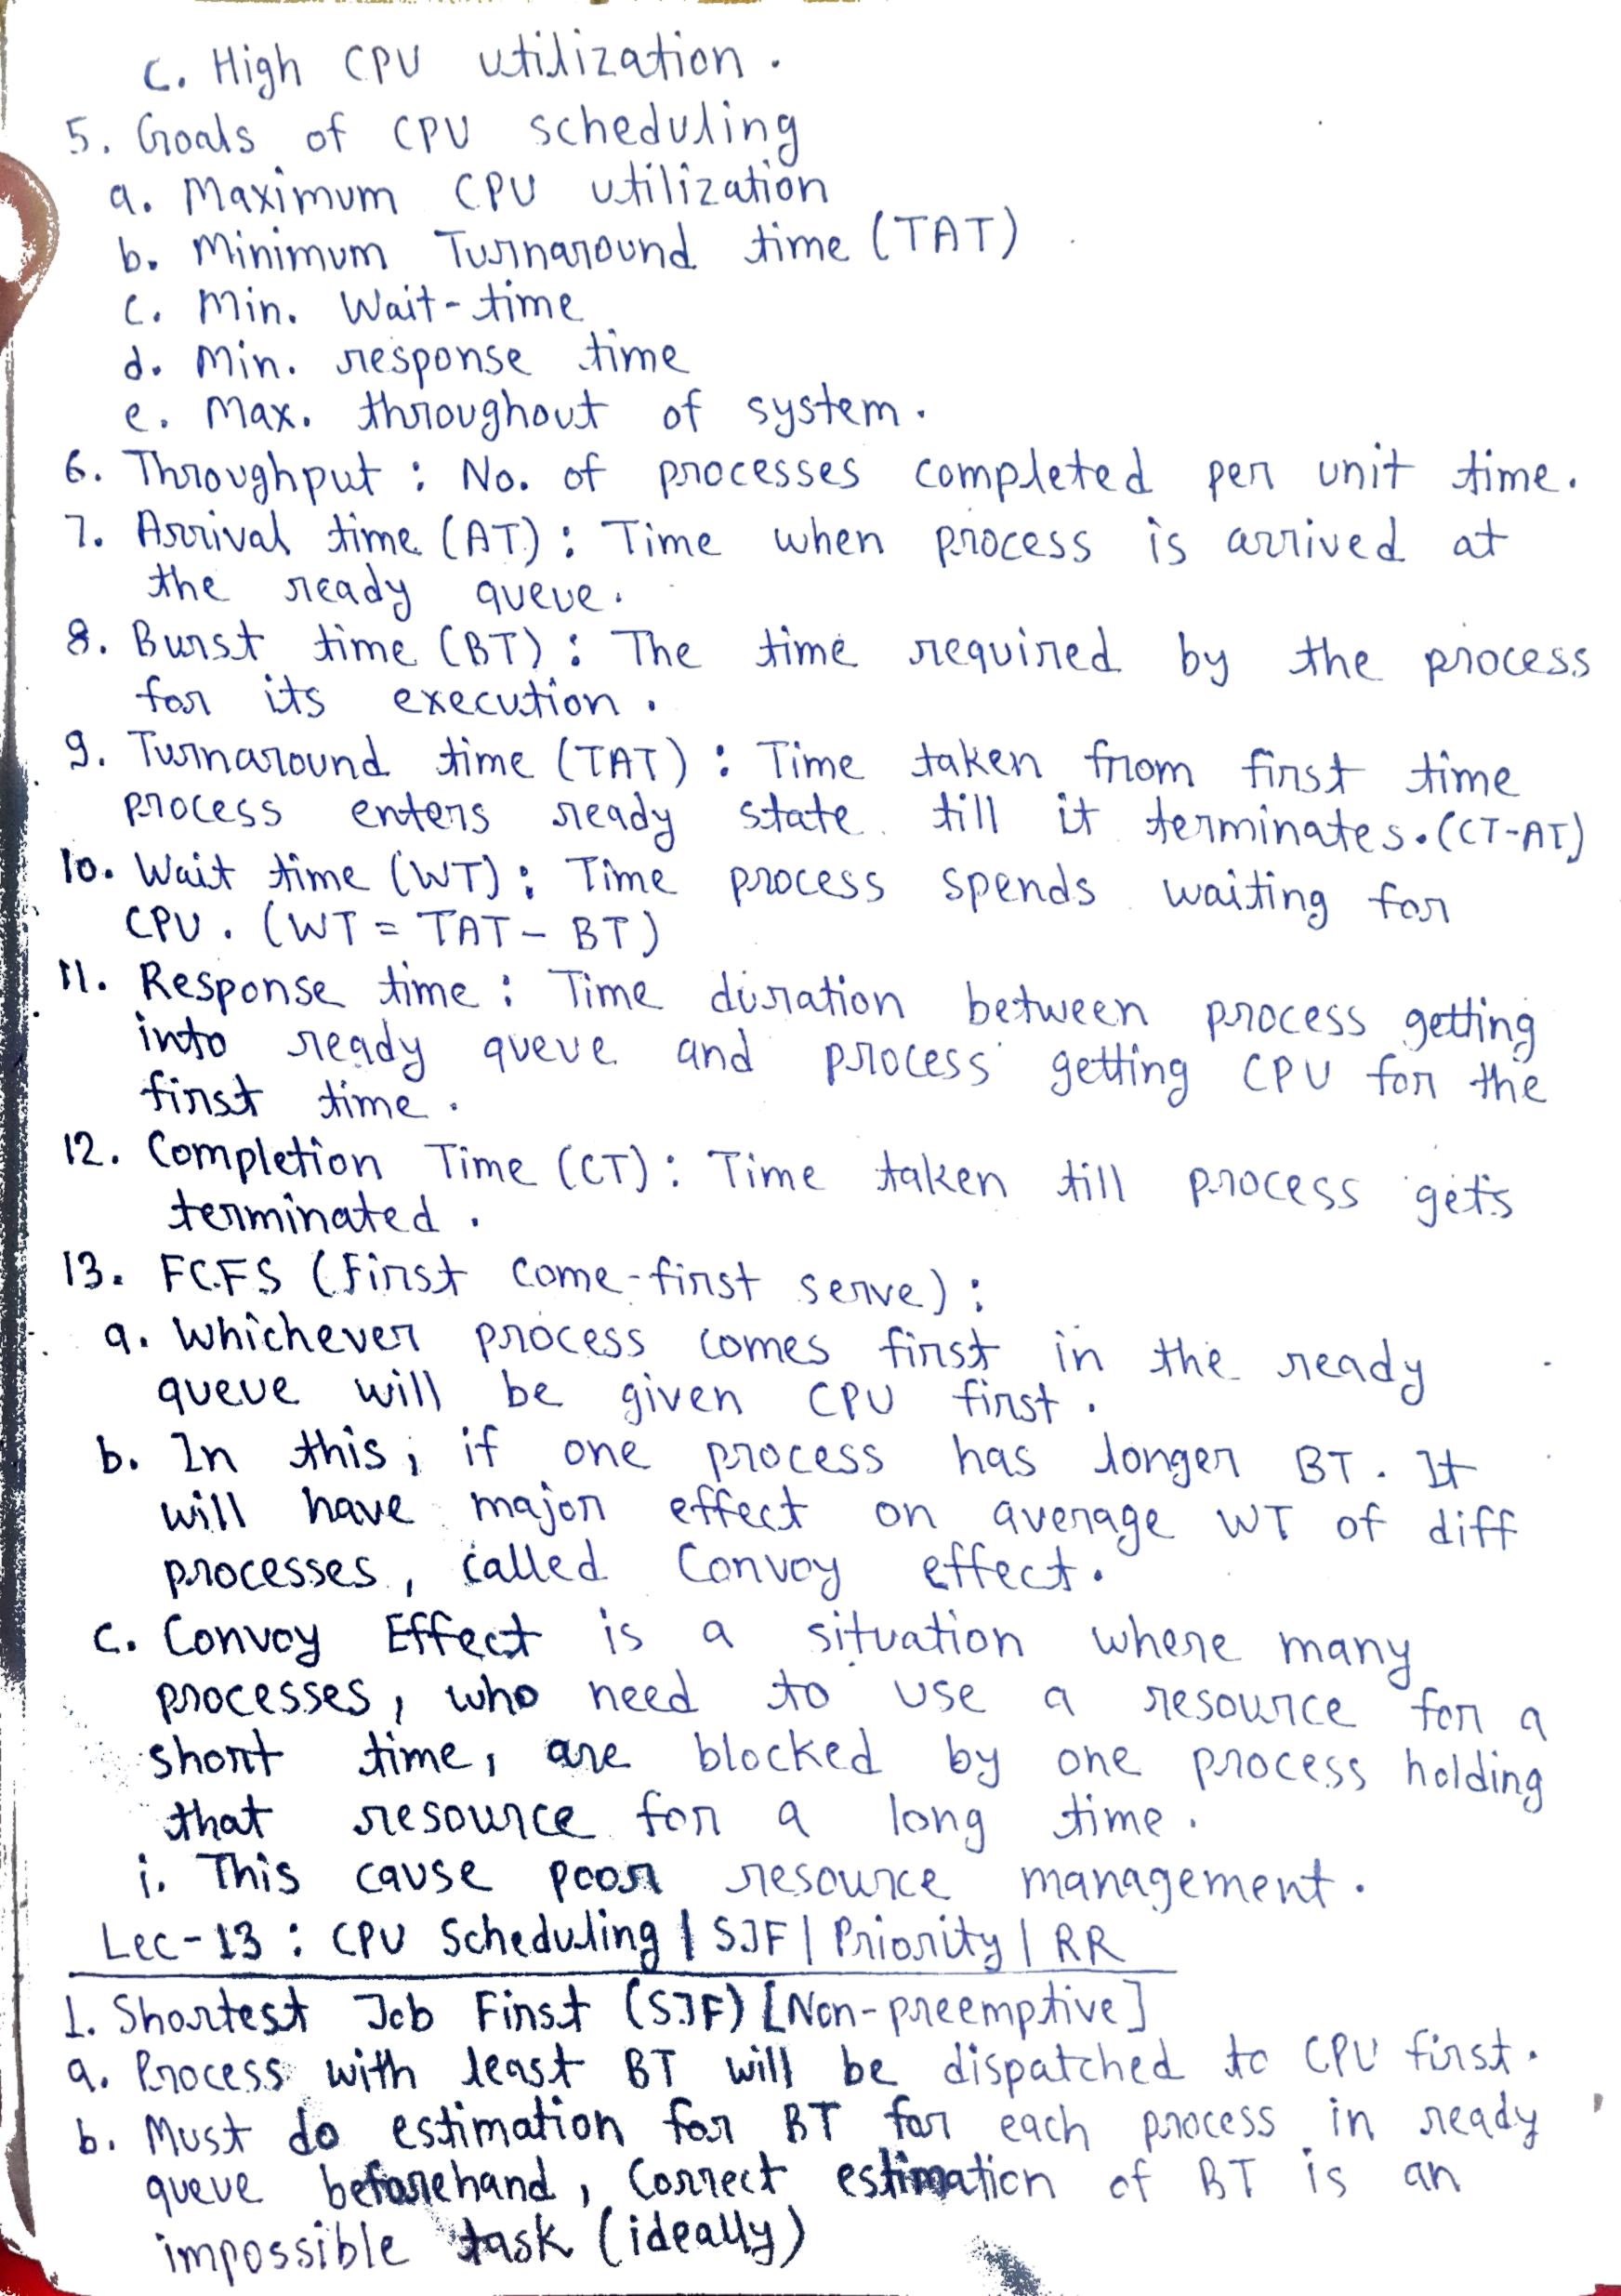 c. High CPU utilization.
5. Goals of CPU scheduling
a. Maximum CPU utilization
b. Minimum Turnaround time (TAT)
c. Min. Wait-time
d. Min. response time
e. Max. throughout of system.
6. Throughput : No. of processes completed per unit time.
7. Arrival time (AT) : Time when process is arrived at
the ready queue.
8. Burst time (BT) : The time required by the process
for its execution.
9. Turnaround time (TAT) : Time taken from first time
process enters ready state till it terminates. (CT-AT)
10. Wait time (WT) : Time process spends waiting for
CPU. (WT = TAT - BT)
11. Response time : Time duration between process getting
into ready queue and process getting CPU for the
first time.
12. Completion Time (CT) : Time taken till process gets
terminated.
13. FCFS (First come-first serve) :
a. Whichever process comes first in the ready
queue will be given CPU first.
b. In this, if one process has longer BT. It
will have major effect on average WT of diff
processes, called Convoy effect.
c. Convoy Effect is a situation where many
processes, who need to use a resource for a
short time, are blocked by one process holding
that resource for a long time.
i. This cause poor resource management.
Lec-13 : CPU Scheduling | SJF | Priority | RR
1. Shortest Job First (SJF) [Non-preemptive]
a. Process with least BT will be dispatched to CPU first.
b. Must do estimation for BT for each process in ready
queue beforehand, Correct estimation of BT is an
impossible task (ideally)